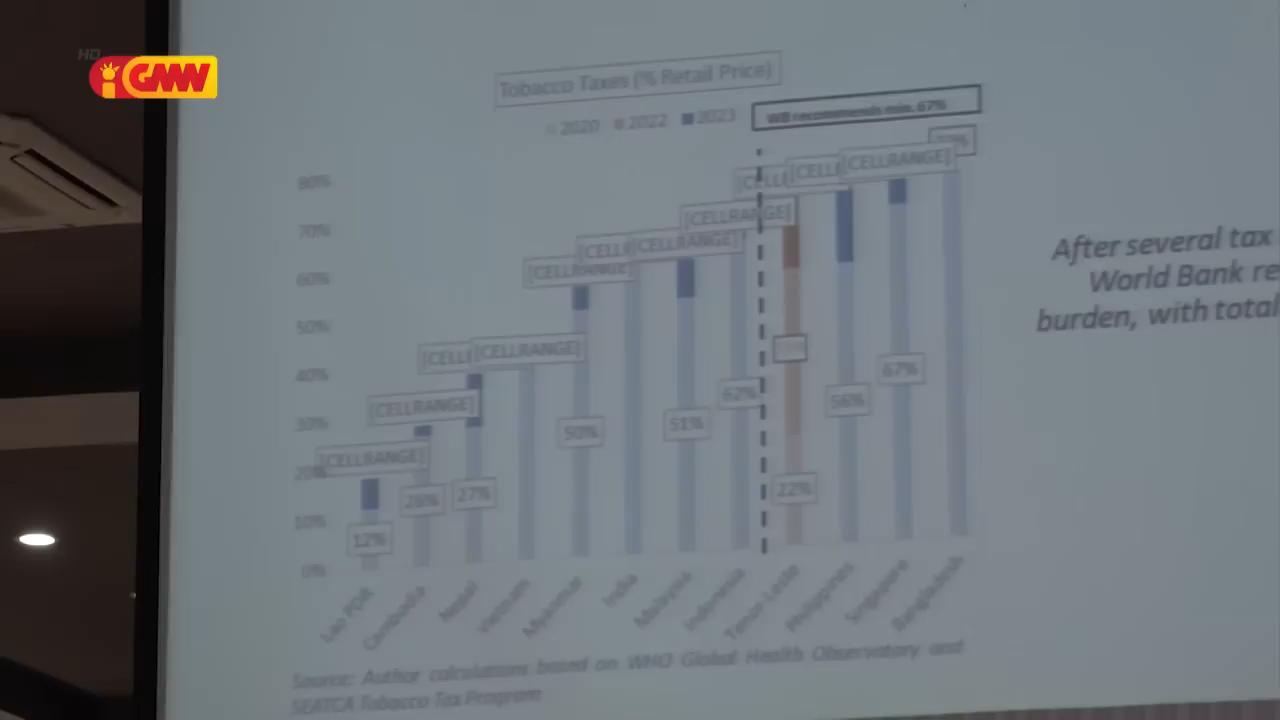 HD
GMN
Tobacco Taxes (% Retail Price)
2020 2022 2023
WB recommends min. 67%
[CELLRANGE]
[CELLRANGE]
[CELLRANGE]
[CELLRANGE]
[CELLRANGE]
[CELLRANGE]
[CELLRANGE]
80%
70%
60%
50%
40%
30%
20%
10%
0%
12%
26%
27%
50%
51%
62%
22%
56%
67%
Lao PDR
Cambodia
Nepal
Vietnam
Myanmar
India
Malaysia
Indonesia
Timor-Leste
Philippines
Singapore
Bangladesh
After several tax
World Bank re
burden, with total
Source: Author calculations based on WHO Global Health Observatory and
SEATCA Tobacco Tax Program